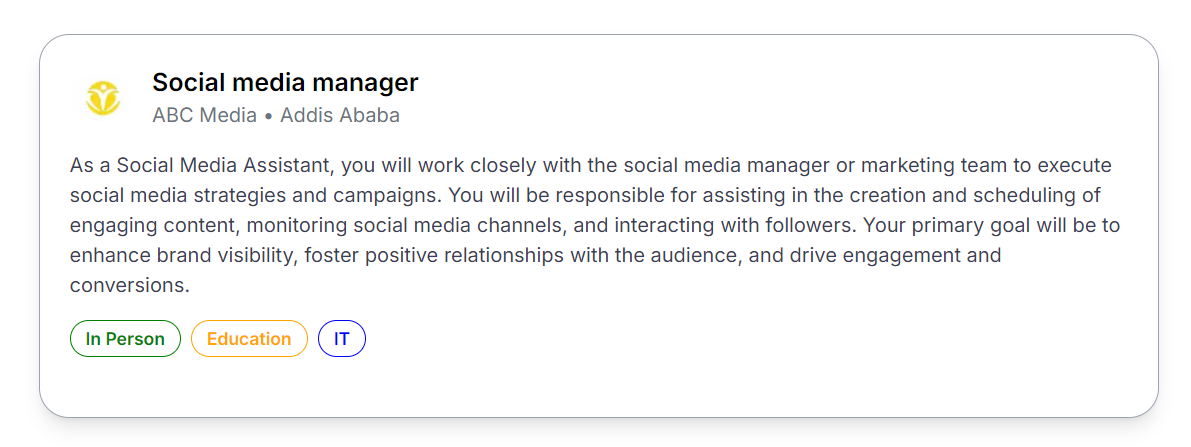 Social media manager
ABC Media • Addis Ababa
As a Social Media Assistant, you will work closely with the social media manager or marketing team to execute
social media strategies and campaigns. You will be responsible for assisting in the creation and scheduling of
engaging content, monitoring social media channels, and interacting with followers. Your primary goal will be to
enhance brand visibility, foster positive relationships with the audience, and drive engagement and
conversions.
In Person Education IT